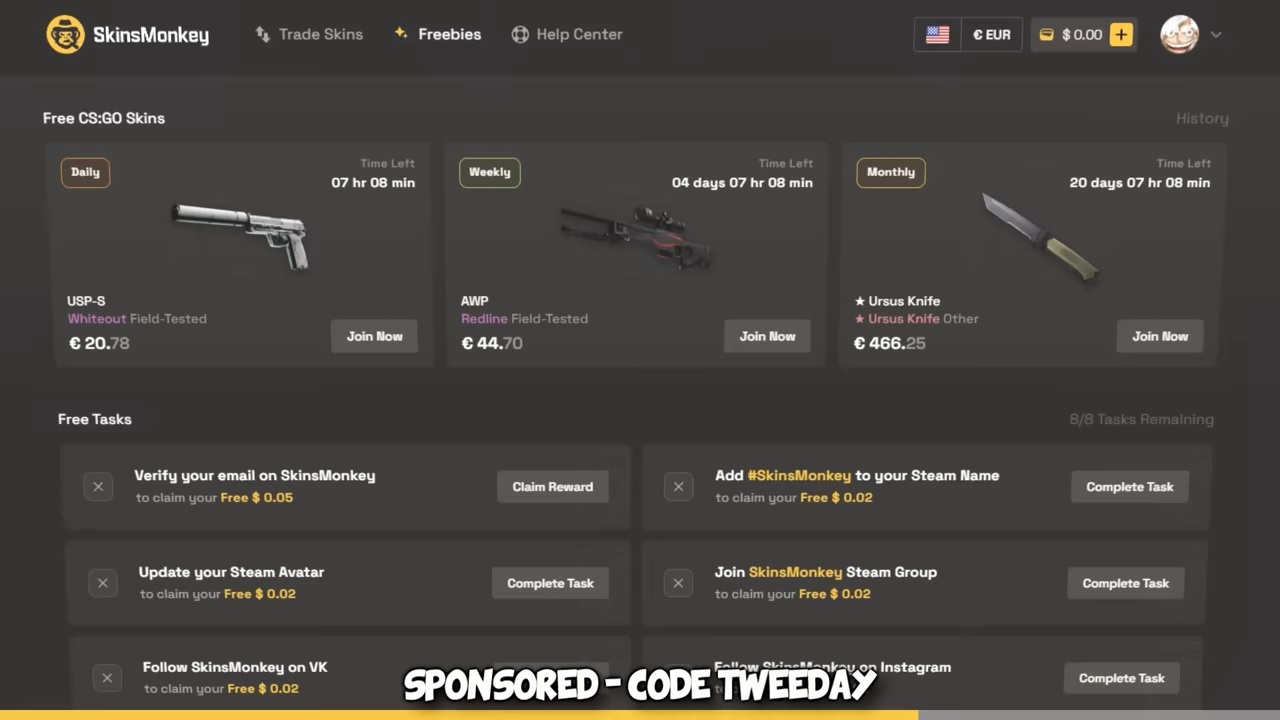 SkinsMonkey
Trade Skins
Freebies
Help Center
€ EUR
$ 0.00
+
Free CS:GO Skins
History
Daily
Time Left
07 hr 08 min
USP-S
Whiteout Field-Tested
€ 20.78
Join Now
Weekly
Time Left
04 days 07 hr 08 min
AWP
Redline Field-Tested
€ 44.70
Join Now
Monthly
Time Left
20 days 07 hr 08 min
★ Ursus Knife
★ Ursus Knife Other
€ 466.25
Join Now
Free Tasks
8/8 Tasks Remaining
Verify your email on SkinsMonkey
to claim your Free $ 0.05
Claim Reward
Add #SkinsMonkey to your Steam Name
to claim your Free $ 0.02
Complete Task
Update your Steam Avatar
to claim your Free $ 0.02
Complete Task
Join SkinsMonkey Steam Group
to claim your Free $ 0.02
Complete Task
Follow SkinsMonkey on VK
to claim your Free $ 0.02
Follow SkinsMonkey on Instagram
Complete Task
SPONSORED - CODE TWEEDAY